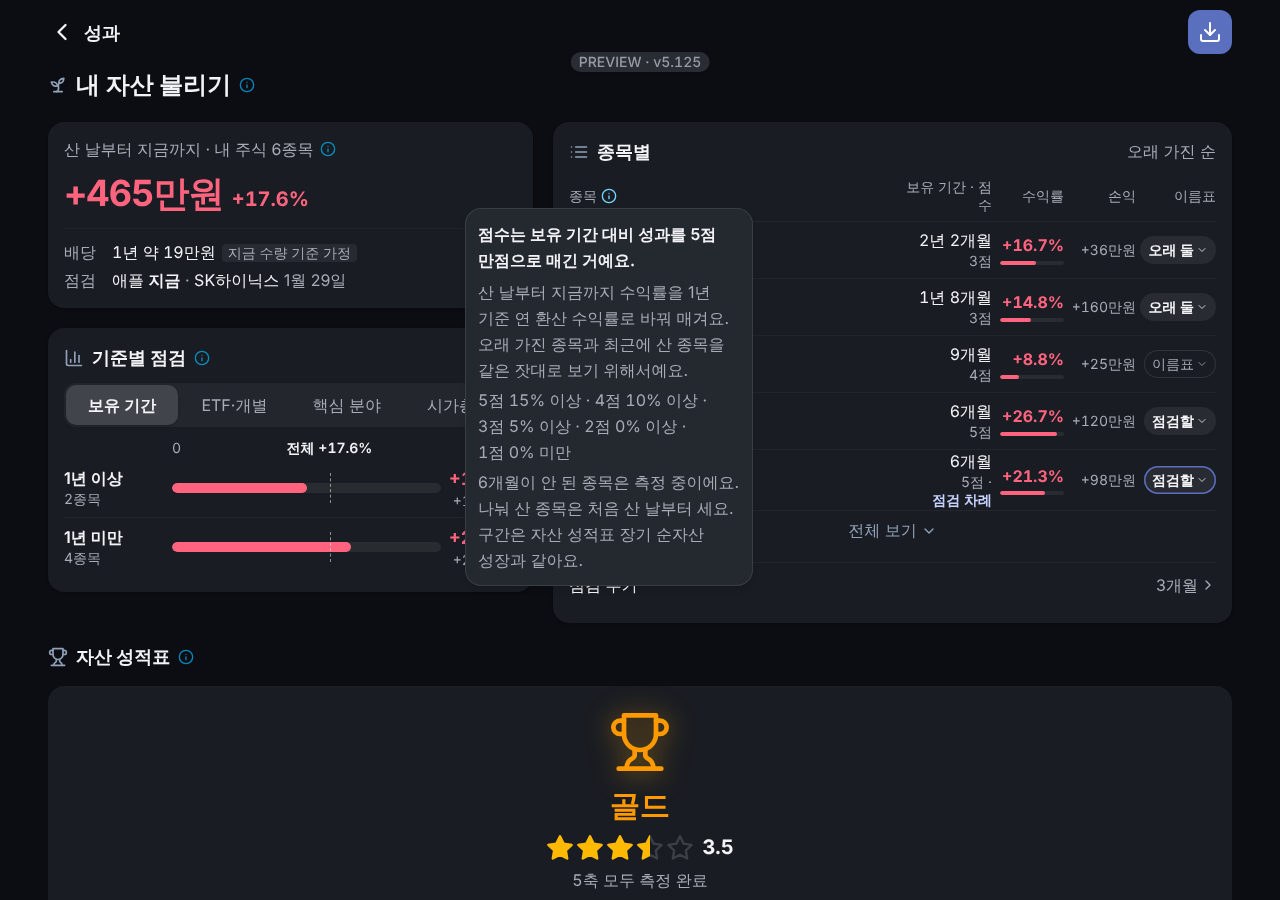 성과
PREVIEW · v5.125
내 자산 불리기
산 날부터 지금까지 · 내 주식 6종목
+465만원 +17.6%
배당 1년 약 19만원 지금 수량 기준 가정
점검 애플 지금 · SK하이닉스 1월 29일
기준별 점검
보유 기간 ETF·개별 핵심 분야
0 전체 +17.6%
1년 이상
2종목
1년 미만
4종목
종목별 오래 가진 순
종목 보유 기간 · 점수 수익률 손익 이름표
2년 2개월 +16.7% +36만원 오래 둘
3점
1년 8개월 +14.8% +160만원 오래 둘
3점
9개월 +8.8% +25만원 이름표
4점
6개월 +26.7% +120만원 점검할
5점
6개월 +21.3% +98만원 점검할
5점 ·
점검 차례
전체 보기
3개월
점수는 보유 기간 대비 성과를 5점
만점으로 매긴 거예요.
산 날부터 지금까지 수익률을 1년
기준 연 환산 수익률로 바꿔 매겨요.
오래 가진 종목과 최근에 산 종목을
같은 잣대로 보기 위해서예요.
5점 15% 이상 · 4점 10% 이상 ·
3점 5% 이상 · 2점 0% 이상 ·
1점 0% 미만
6개월이 안 된 종목은 측정 중이에요.
나눠 산 종목은 처음 산 날부터 세요.
구간은 자산 성적표 장기 순자산
성장과 같아요.
자산 성적표
골드
3.5
5축 모두 측정 완료